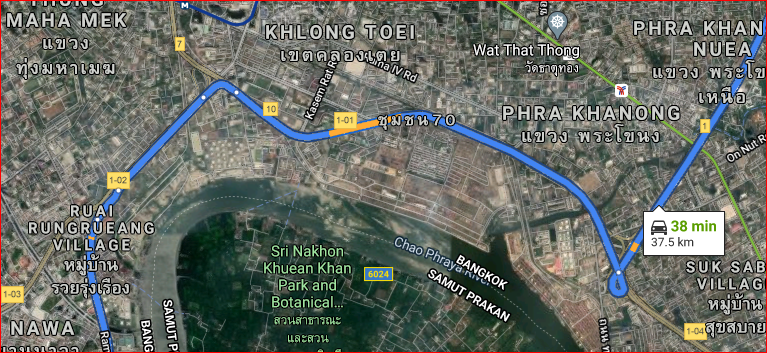 THUNG
MAHA MEK
แขวง
ทุ่งมหาเมฆ
M
7
KHLONG TOEI
เขตคลองเตย
Kasem Rat Rd
Rama IV Rd
10
1-01
ชุมชน 70
Wat That Thong
วัดธาตุทอง
PHRA KHANONG
แขวง พระโขนง
PHRA KHAN
NUEA
แขวง พระโข
เหนือ
1
On Nut R
1-02
RUAI
RUNGRUEANG
VILLAGE
หมู่บ้าน
รวยรุ่งเรือง
1-03
NAWA
Ram
SAMUT P
BANG
Sri Nakhon
Khuean Khan
Park and
Botanical...
สวนสาธารณะ
และสวน
6024
Chao Phraya River
BANGKOK
SAMUT PRAKAN
38 min
37.5 km
SUK SAB
VILLAG
หมู่บ้าน
สุขสบาย
1-04